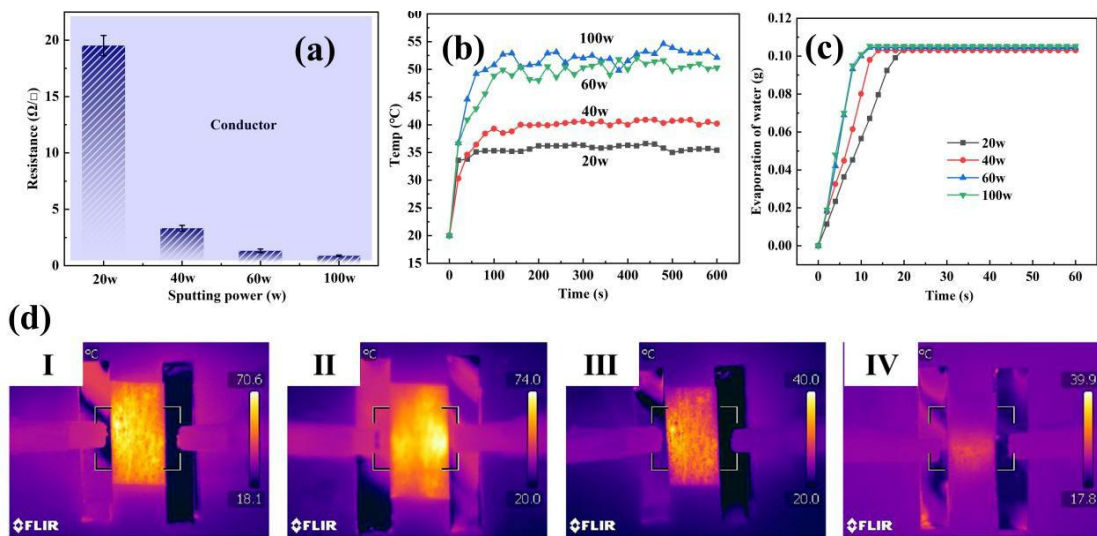 (a)
Conductor
Resistance (Ω/□)
20
15
10
5
0
20w 40w 60w 100w
Sputting power (w)
(b)
100w
60w
40w
20w
Temp (°C)
60
55
50
45
40
35
30
25
20
15
0 100 200 300 400 500 600
Time (s)
(c)
20w
40w
60w
100w
Evaporation of water (g)
0.12
0.10
0.08
0.06
0.04
0.02
0.00
0 10 20 30 40 50 60
Time (s)
(d)
I
°C
70.6
18.1
FLIR
II
°C
74.0
20.0
FLIR
III
°C
40.0
20.0
FLIR
IV
°C
39.9
17.8
FLIR